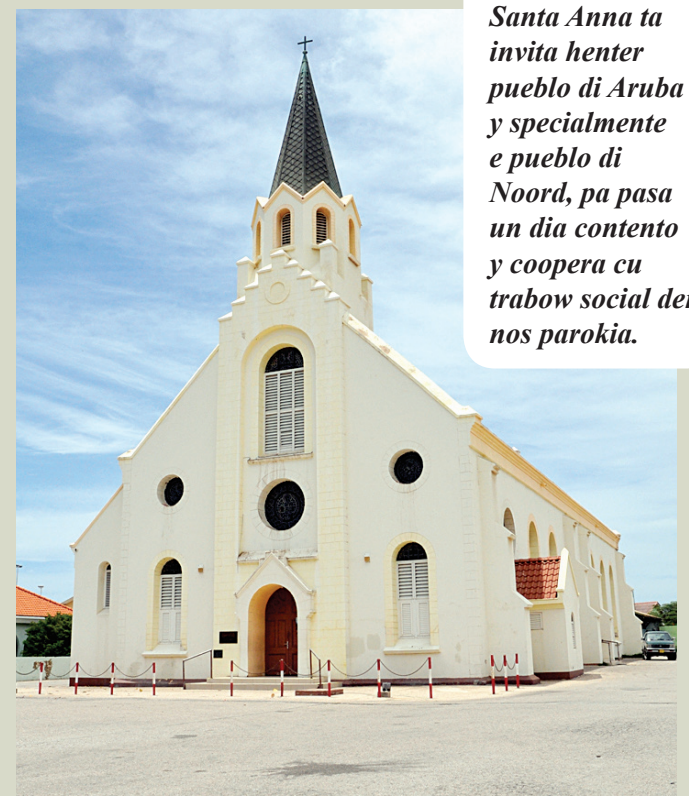 Santa Anna ta
invita henter
pueblo di Aruba
y specialmente
e pueblo di
Noord, pa pasa
un dia contento
y coopera cu
trabow social
nos parokia.